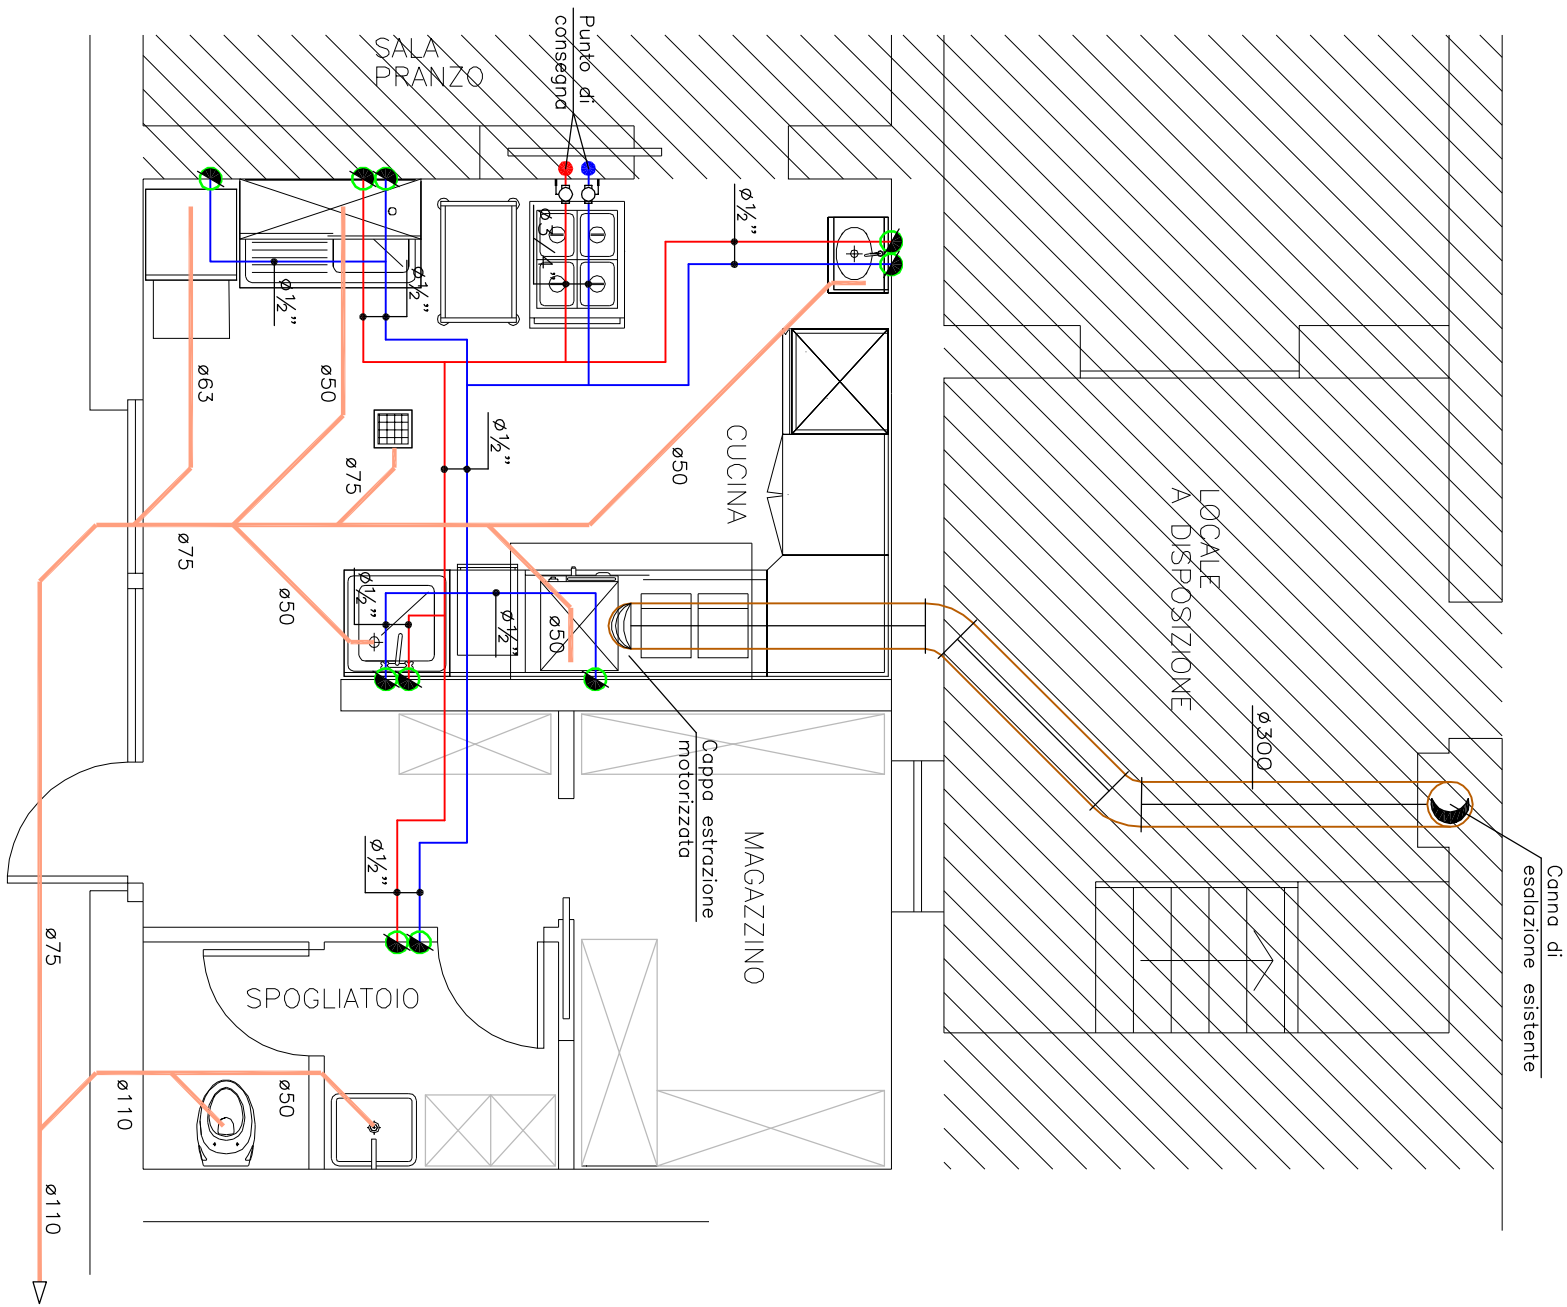 SALA
PRANZO
Punto di
consegna
ø½"
ø3/4"
ø½"
ø½"
ø63
ø50
ø75
ø½"
ø50
CUCINA
LOCALE
A DISPOSIZIONE
ø75
ø50
ø½"
ø½"
ø50
ø300
Cappa estrazione
motorizzata
MAGAZZINO
ø½"
Canna di
esalazione esistente
ø75
SPOGLIATOIO
ø110
ø50
ø110